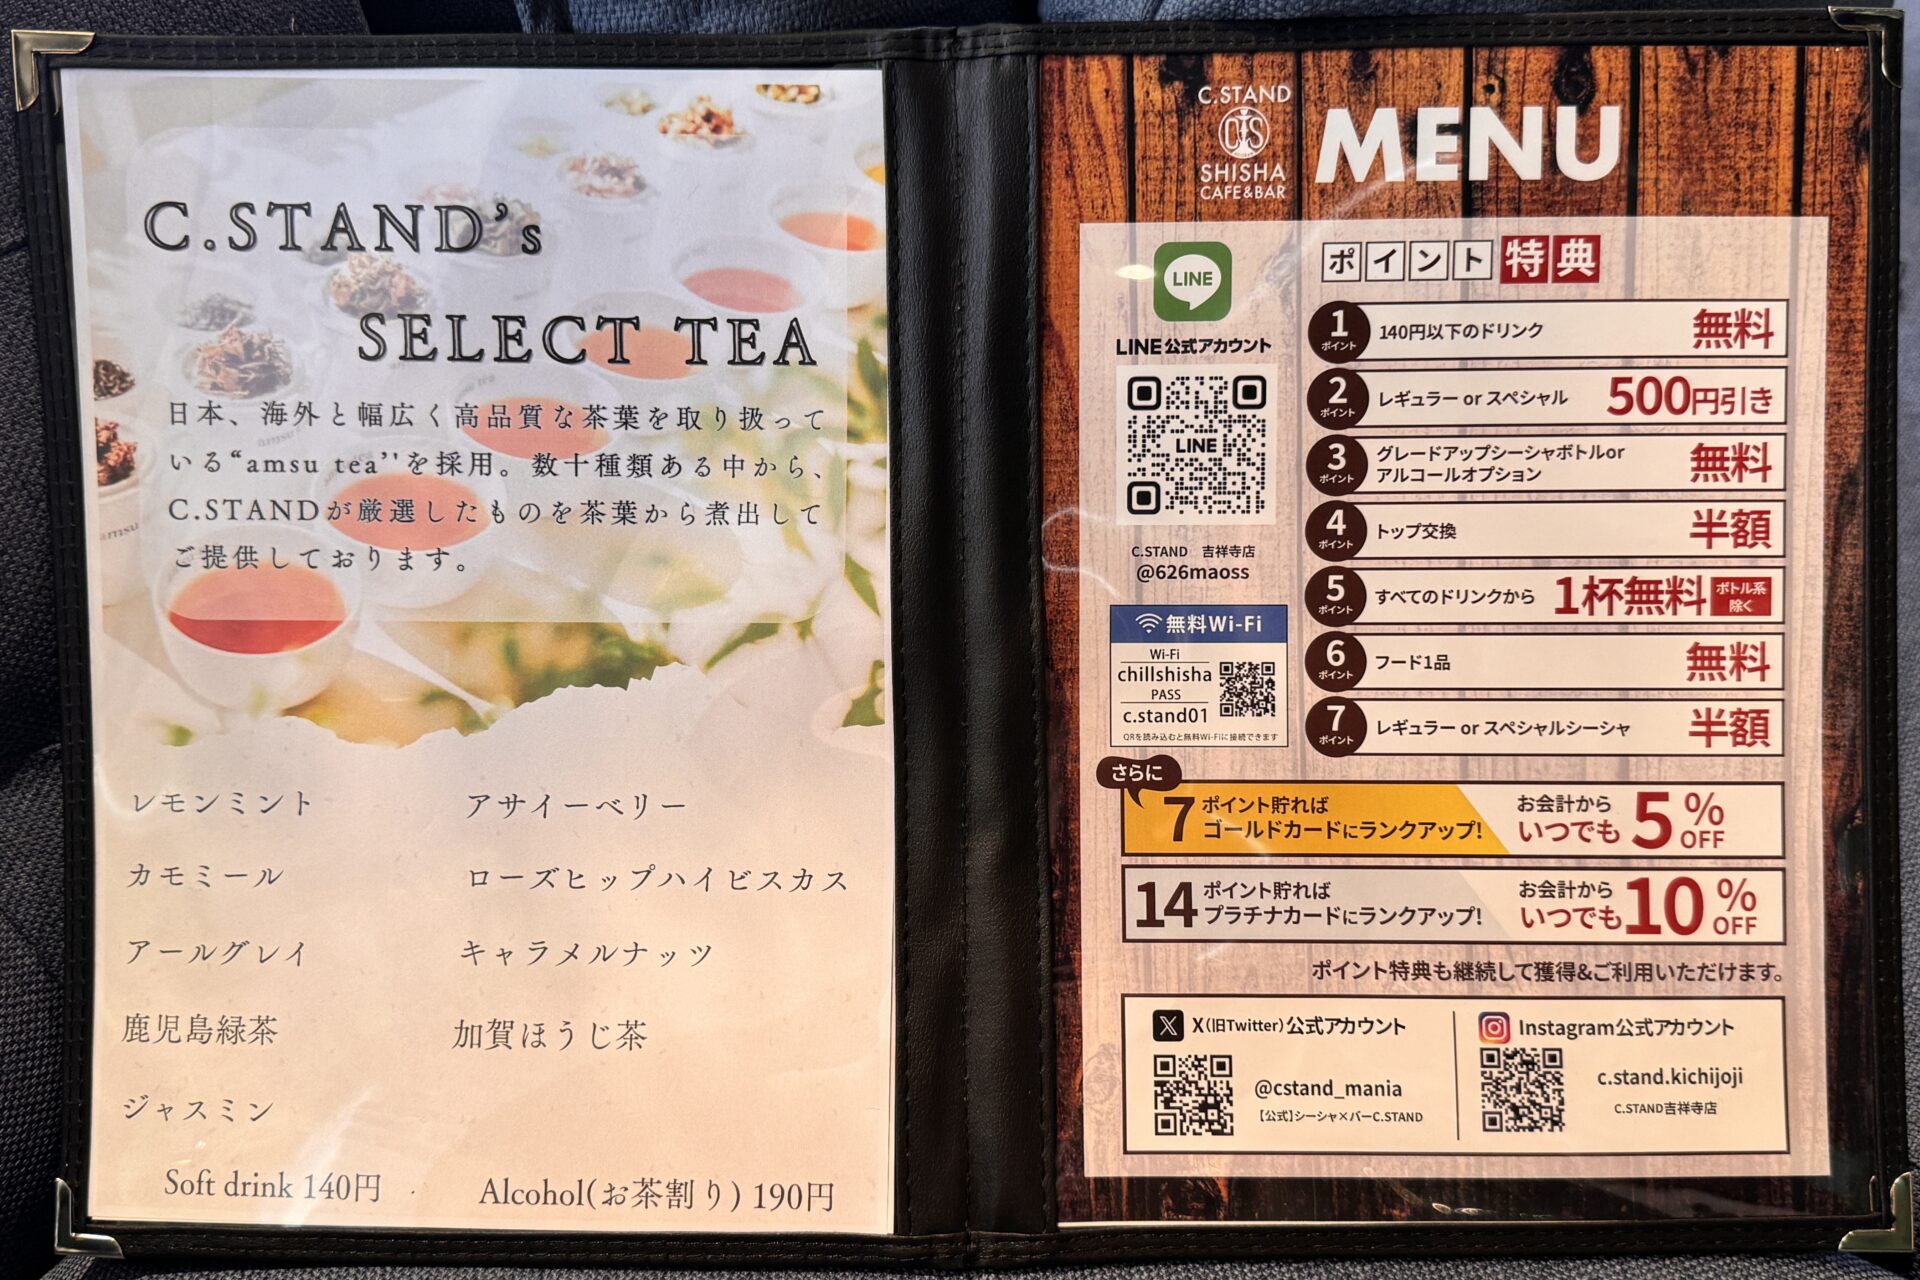 C.STAND's
SELECT TEA
日本、海外と幅広く高品質な茶葉を取り扱って
いる“amsu tea''を採用。数十種類ある中から、
C.STANDが厳選したものを茶葉から煮出して
ご提供しております。
レモンミント
アサイーベリー
カモミール
ローズヒップハイビスカス
アールグレイ
キャラメルナッツ
鹿児島緑茶
加賀ほうじ茶
ジャスミン
Soft drink 140円
Alcohol(お茶割り) 190円
C.STAND
CTS
SHISHA
CAFE&BAR
MENU
LINE
LINE公式アカウント
LINE
C.STAND 吉祥寺店
@626maoss
無料Wi-Fi
Wi-Fi
chillshisha
PASS
c.stand01
QRを読み込むと無料Wi-Fiに接続できます
ポイント特典
1ポイント 140円以下のドリンク 無料
2ポイント レギュラー or スペシャル 500円引き
3ポイント グレードアップシーシャボトルor
アルコールオプション 無料
4ポイント トップ交換 半額
5ポイント すべてのドリンクから 1杯無料 ボトル系除く
6ポイント フード1品 無料
7ポイント レギュラー or スペシャルシーシャ 半額
さらに
7 ポイント貯れば
ゴールドカードにランクアップ!
お会計から
いつでも 5%OFF
14 ポイント貯れば
プラチナカードにランクアップ!
お会計から
いつでも 10%OFF
ポイント特典も継続して獲得&ご利用いただけます。
X(旧Twitter)公式アカウント
@cstand_mania
【公式】シーシャ×バーC.STAND
Instagram公式アカウント
c.stand.kichijoji
C.STAND吉祥寺店